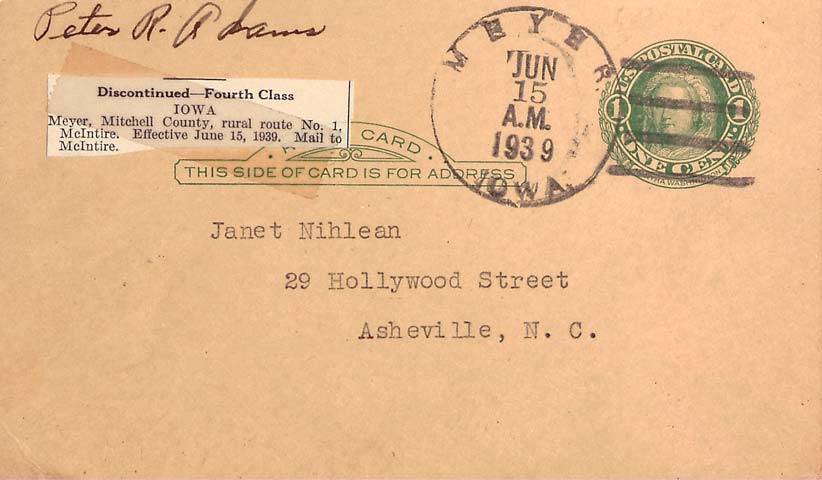 Peter R. Adams
Discontinued—Fourth Class
IOWA
Meyer, Mitchell County, rural route No. 1,
McIntire. Effective June 15, 1939. Mail to
McIntire.
CARD
THIS SIDE OF CARD IS FOR ADDRESS
MEYER
JUN
15
A.M.
1939
IOWA.
U.S. POSTAL CARD
1 1
ONE CENT
MARTHA WASHINGTON
Janet Nihlean
29 Hollywood Street
Asheville, N. C.